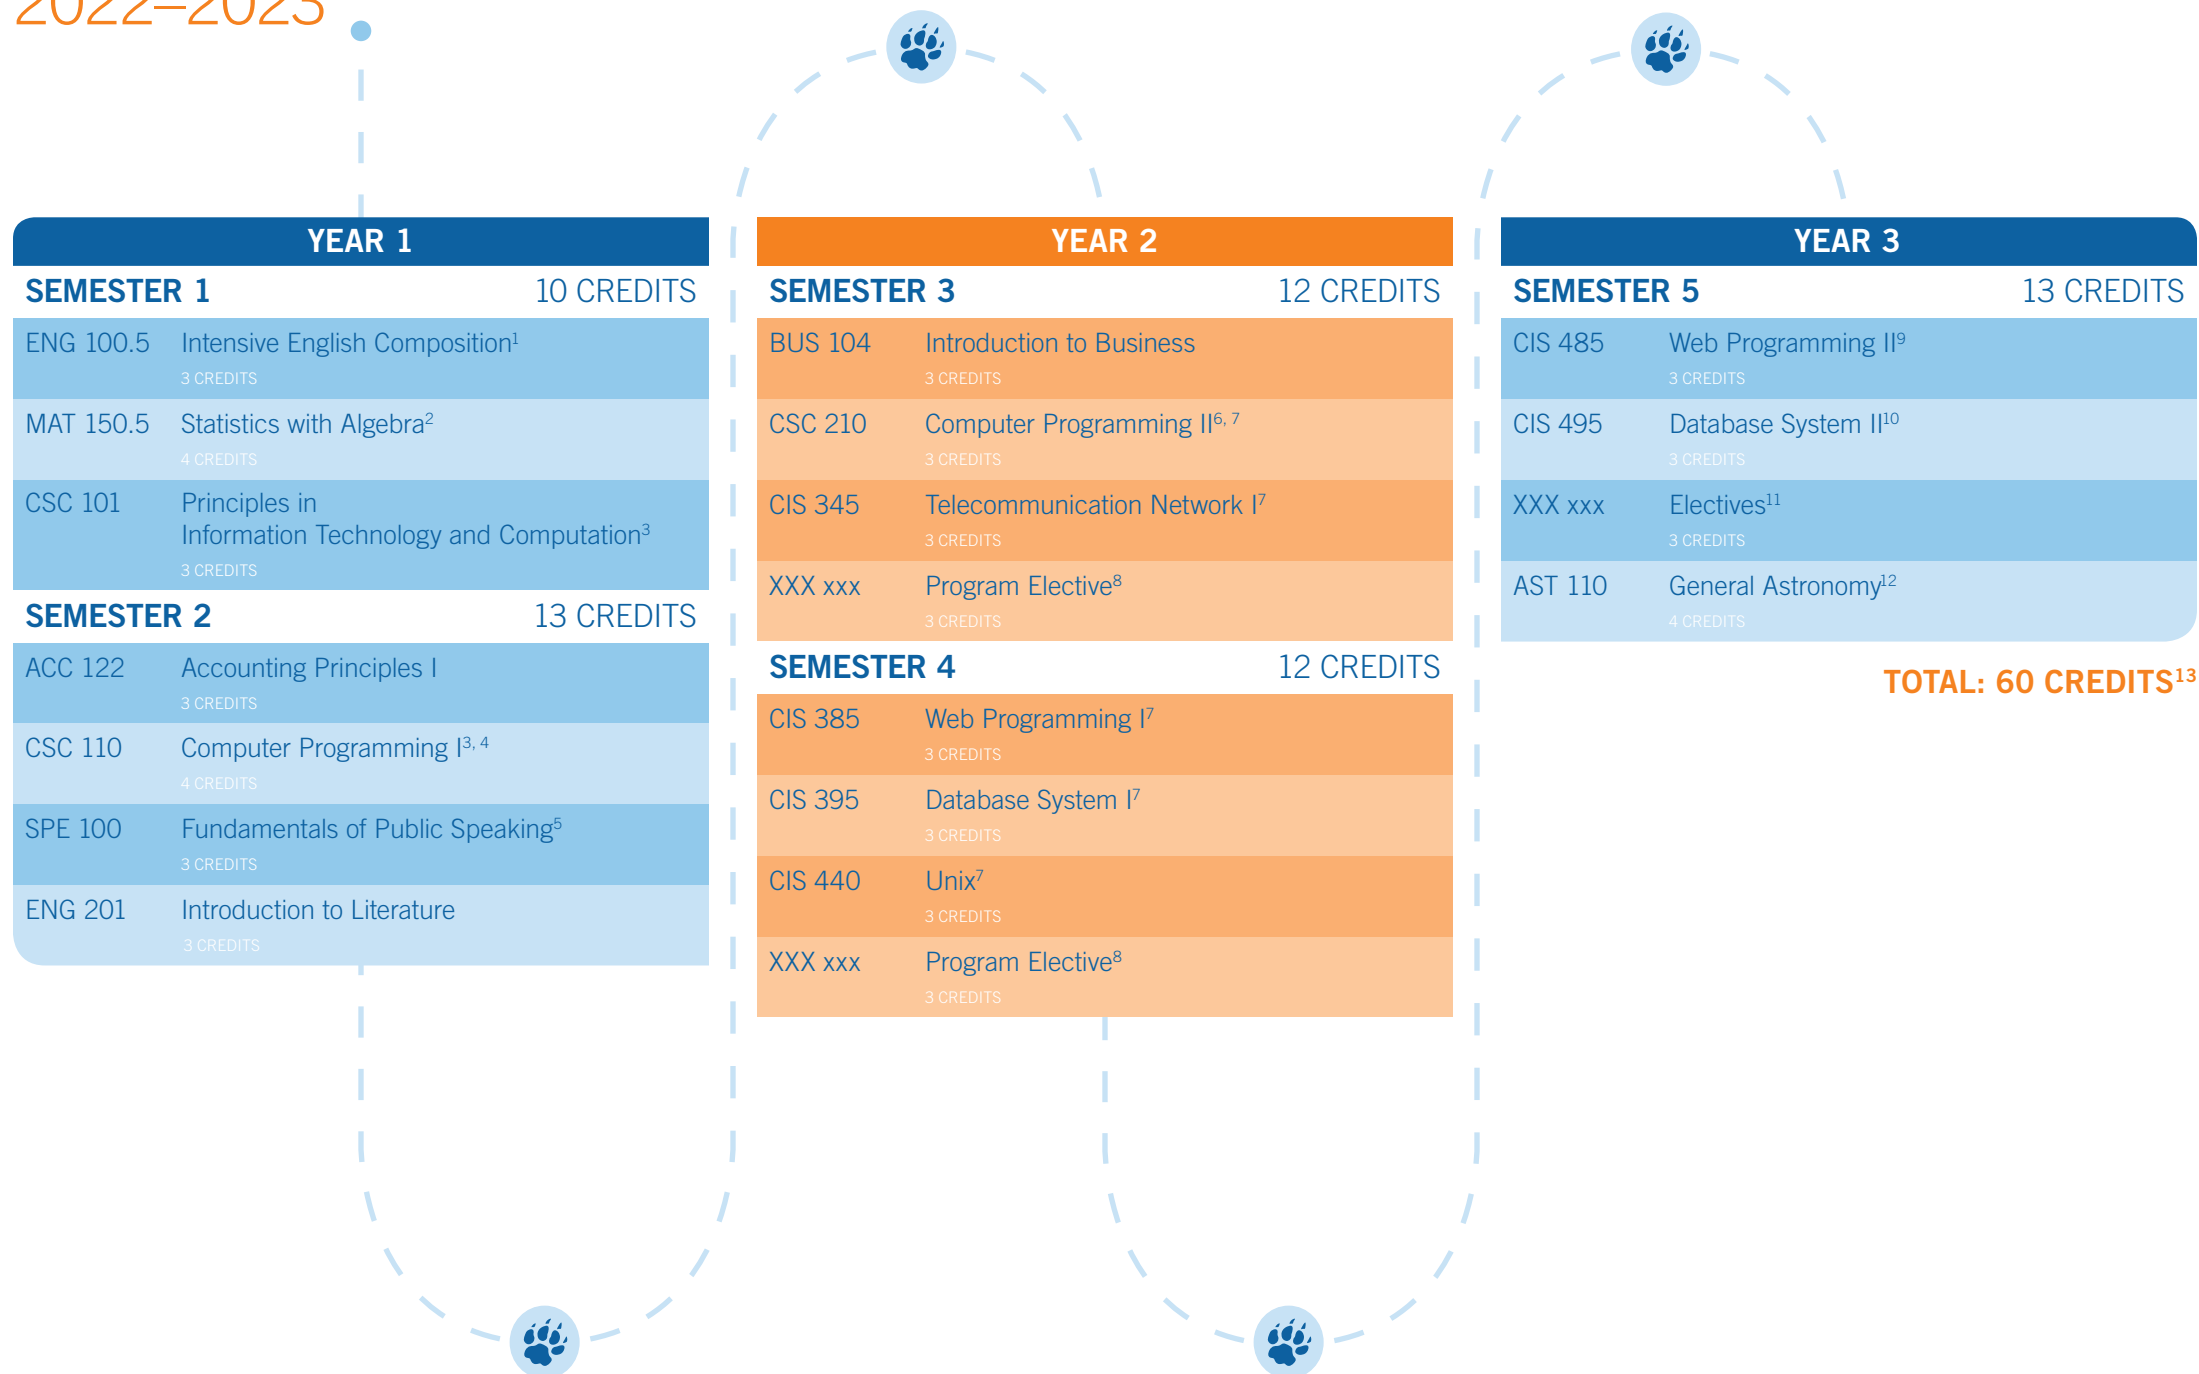 2022–2023
YEAR 1
SEMESTER 1 10 CREDITS
ENG 100.5 Intensive English Composition¹
3 CREDITS
MAT 150.5 Statistics with Algebra²
4 CREDITS
CSC 101 Principles in
Information Technology and Computation³
3 CREDITS
SEMESTER 2 13 CREDITS
ACC 122 Accounting Principles I
3 CREDITS
CSC 110 Computer Programming I³˒ ⁴
4 CREDITS
SPE 100 Fundamentals of Public Speaking⁵
3 CREDITS
ENG 201 Introduction to Literature
3 CREDITS
YEAR 2
SEMESTER 3 12 CREDITS
BUS 104 Introduction to Business
3 CREDITS
CSC 210 Computer Programming II⁶˒ ⁷
3 CREDITS
CIS 345 Telecommunication Network I⁷
3 CREDITS
XXX xxx Program Elective⁸
3 CREDITS
SEMESTER 4 12 CREDITS
CIS 385 Web Programming I⁷
3 CREDITS
CIS 395 Database System I⁷
3 CREDITS
CIS 440 Unix⁷
3 CREDITS
XXX xxx Program Elective⁸
3 CREDITS
YEAR 3
SEMESTER 5 13 CREDITS
CIS 485 Web Programming II⁹
3 CREDITS
CIS 495 Database System II¹⁰
3 CREDITS
XXX xxx Electives¹¹
3 CREDITS
AST 110 General Astronomy¹²
4 CREDITS
TOTAL: 60 CREDITS¹³